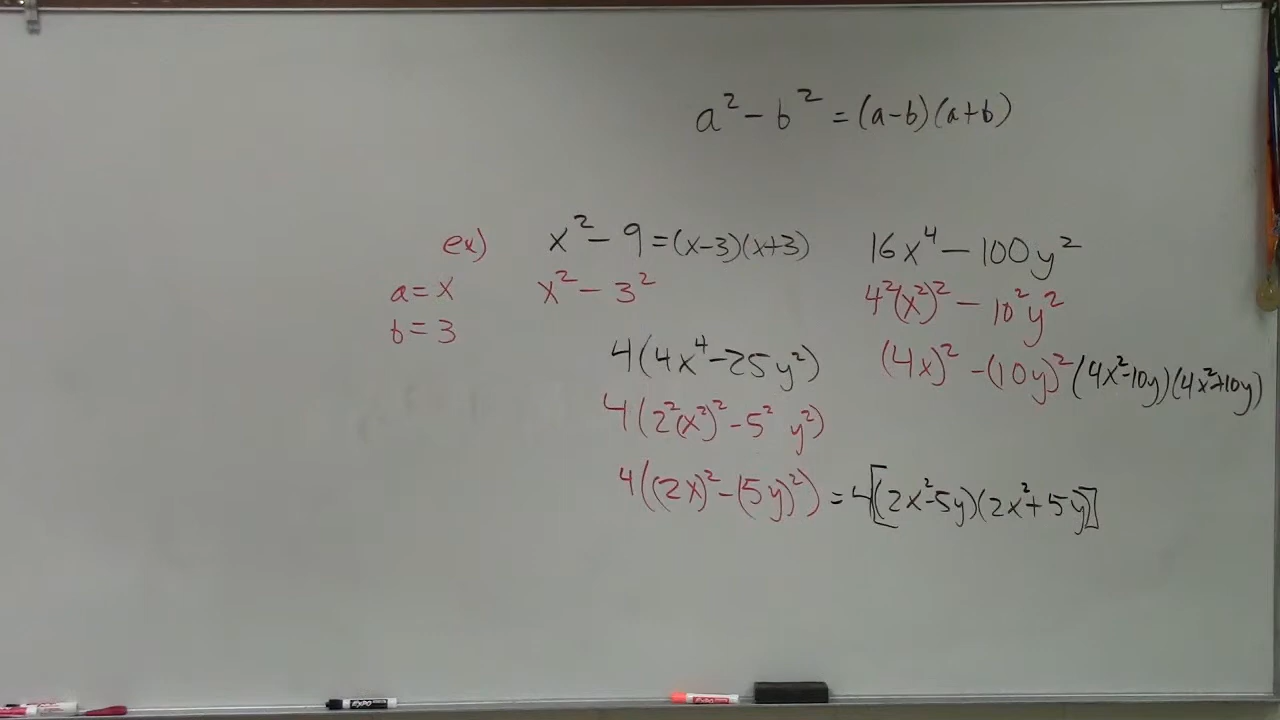 a² - b² = (a-b)(a+b)
ex) x² - 9 = (x-3)(x+3)
a = x x² - 3²
b = 3
16x⁴ - 100y²
4²(x²)² - 10²y²
(4x)² - (10y)² (4x²-10y)(4x²+10y)
4(4x⁴-25y²)
4(2²(x²)²-5² y²)
4((2x)²-(5y)²) = 4[(2x²-5y)(2x²+5y)]
EXPO